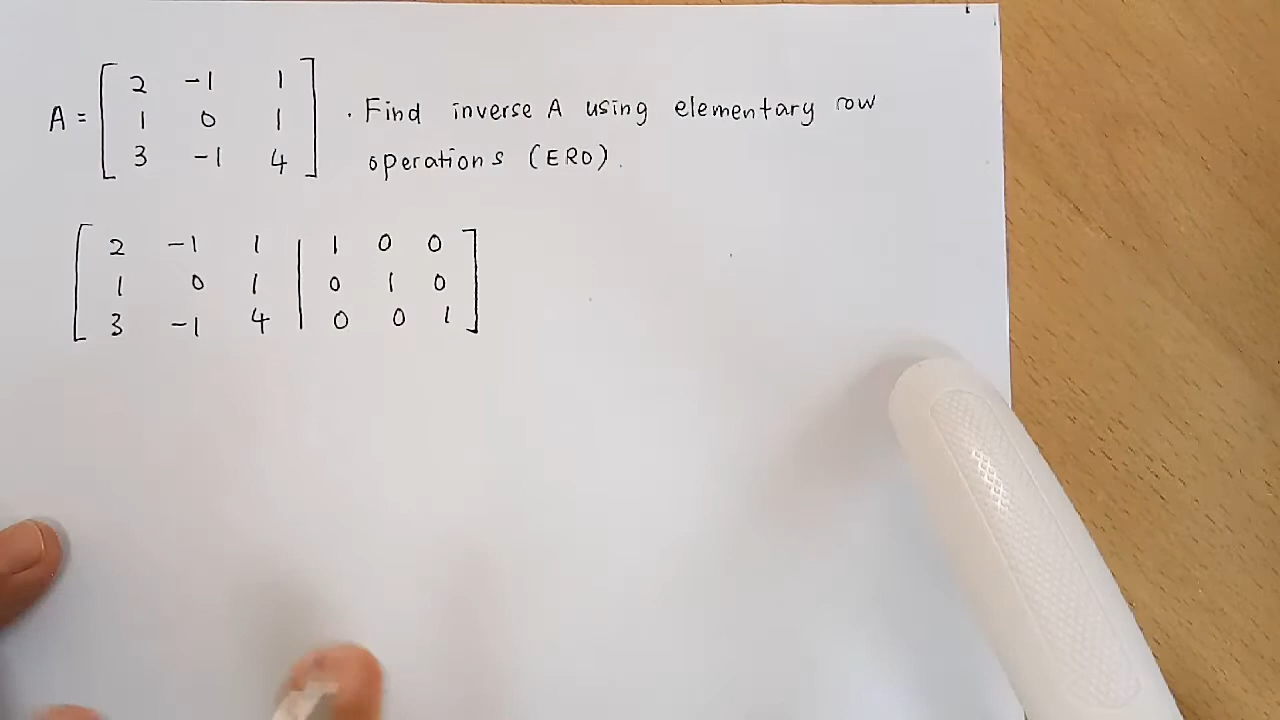 A = [ 2 -1 1 ; 1 0 1 ; 3 -1 4 ] . Find inverse A using elementary row
operations (ERO).
[ 2 -1 1 | 1 0 0 ]
[ 1 0 1 | 0 1 0 ]
[ 3 -1 4 | 0 0 1 ]